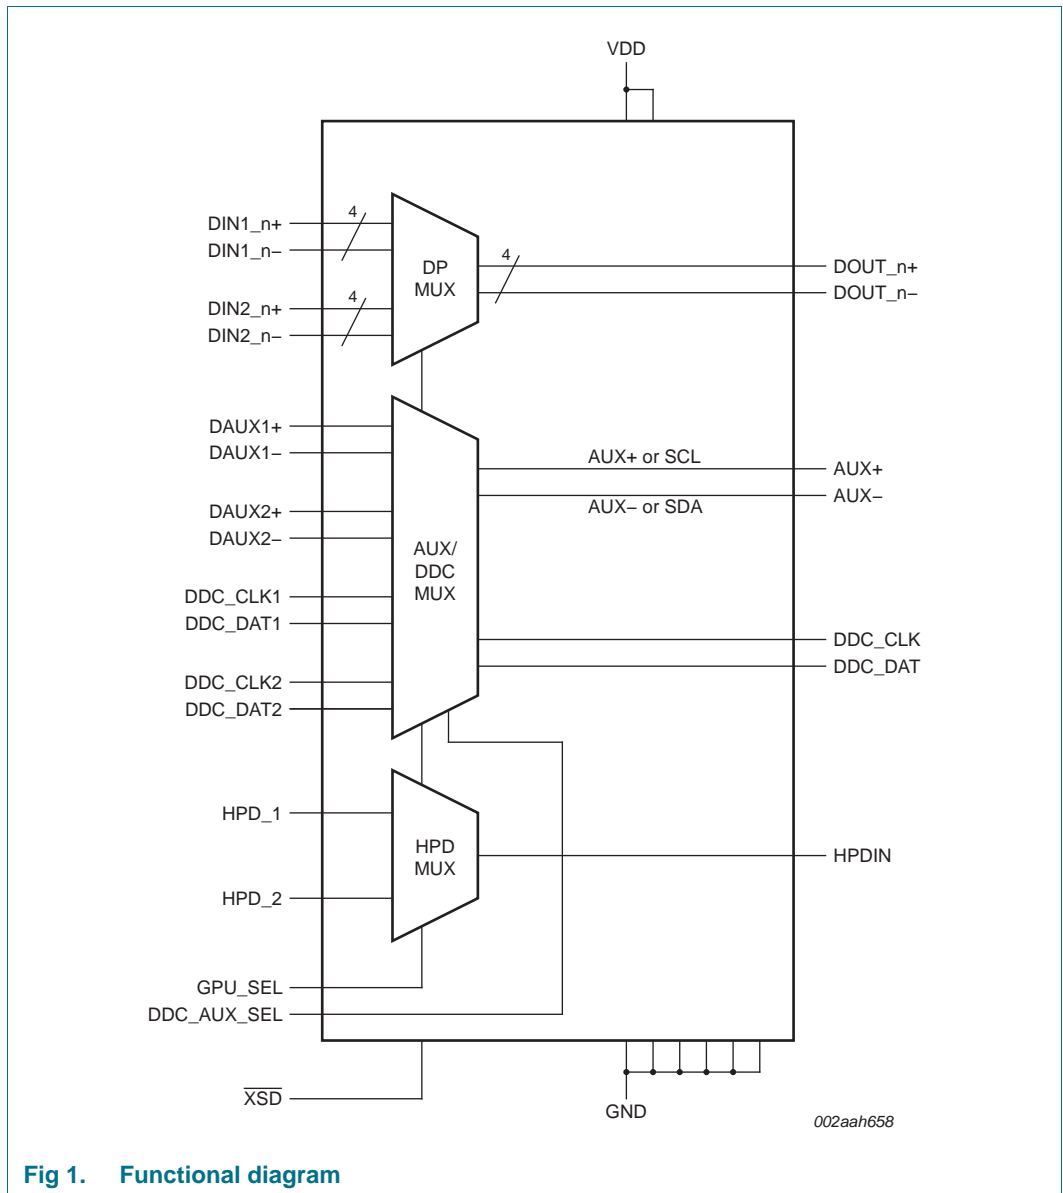 VDD
DIN1_n+
4
DIN1_n−
DP
MUX
4
DOUT_n+
DOUT_n−
DIN2_n+
4
DIN2_n−
DAUX1+
DAUX1−
AUX+ or SCL
AUX+
AUX−
AUX− or SDA
DAUX2+
DAUX2−
AUX/
DDC
MUX
DDC_CLK1
DDC_DAT1
DDC_CLK
DDC_DAT
DDC_CLK2
DDC_DAT2
HPD_1
HPD
MUX
HPDIN
HPD_2
GPU_SEL
DDC_AUX_SEL
XSD
GND
002aah658
Fig 1. Functional diagram